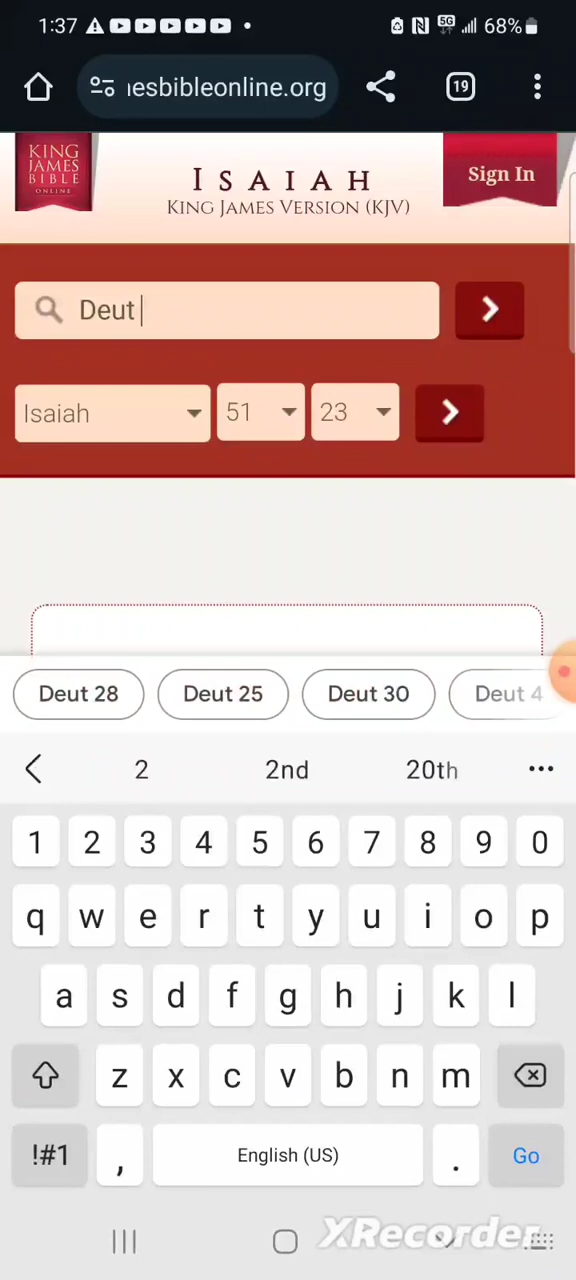 1:37 5G 68%
nesbibleonline.org 19
KING JAMES BIBLE ONLINE
ISAIAH
KING JAMES VERSION (KJV)
Sign In
Deut
Isaiah 51 23
Deut 28 Deut 25 Deut 30 Deut 4
2 2nd 20th
1 2 3 4 5 6 7 8 9 0
q w e r t y u i o p
a s d f g h j k l
z x c v b n m
!#1 , English (US) . Go
XRecorder